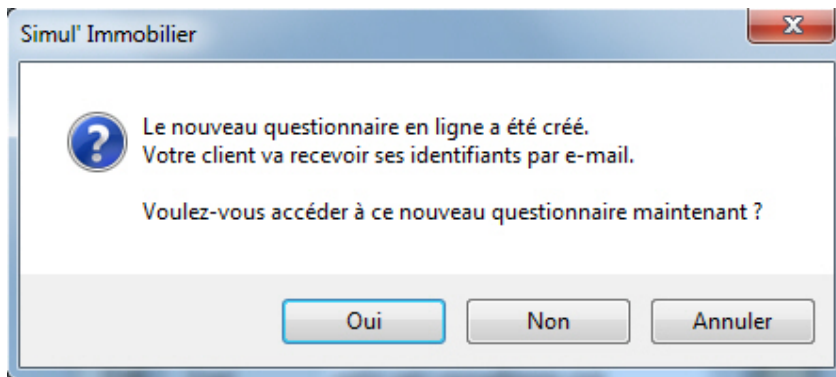 Simul' Immobilier
Le nouveau questionnaire en ligne a été créé.
Votre client va recevoir ses identifiants par e-mail.
Voulez-vous accéder à ce nouveau questionnaire maintenant ?
Oui Non Annuler